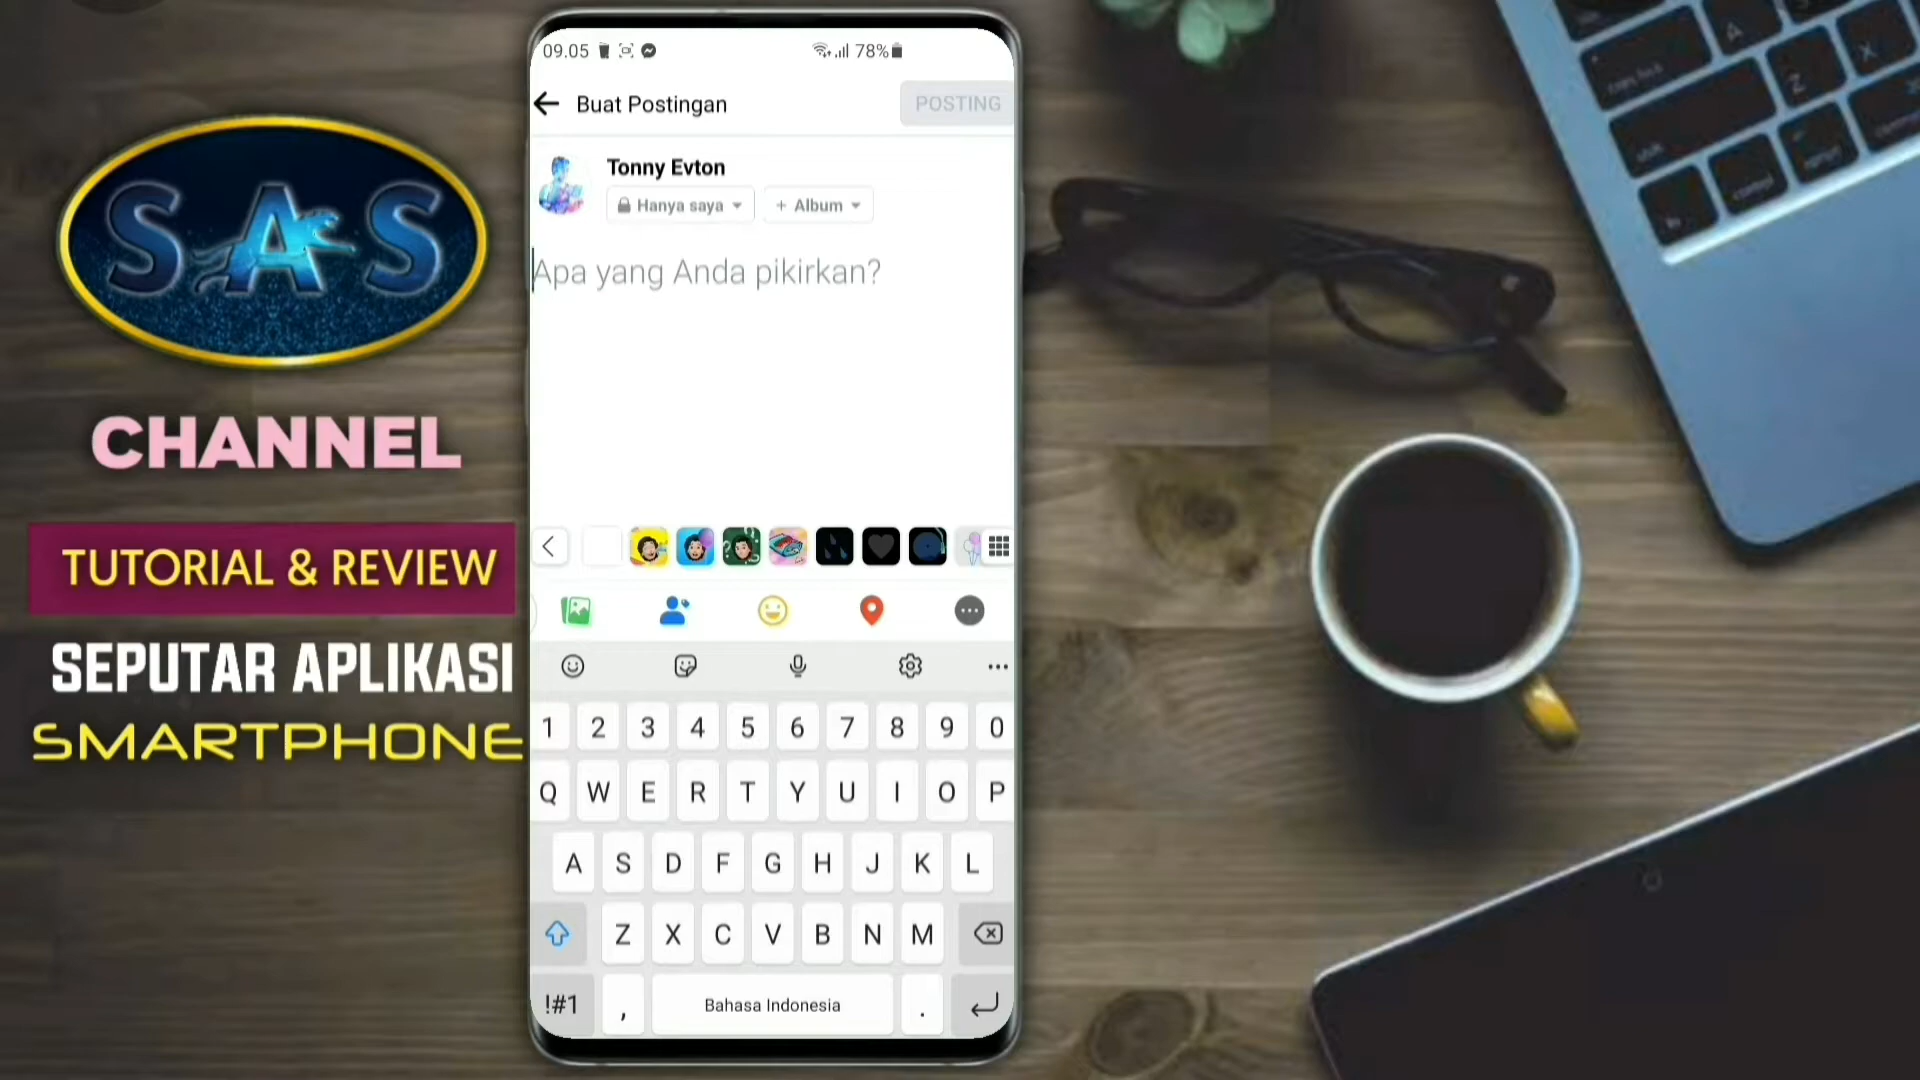 SAS
CHANNEL
TUTORIAL & REVIEW
SEPUTAR APLIKASI
SMARTPHONE
09.05
78%
Buat Postingan
POSTING
Tonny Evton
Hanya saya
+ Album
Apa yang Anda pikirkan?
1 2 3 4 5 6 7 8 9 0
Q W E R T Y U I O P
A S D F G H J K L
Z X C V B N M
!#1 , Bahasa Indonesia .